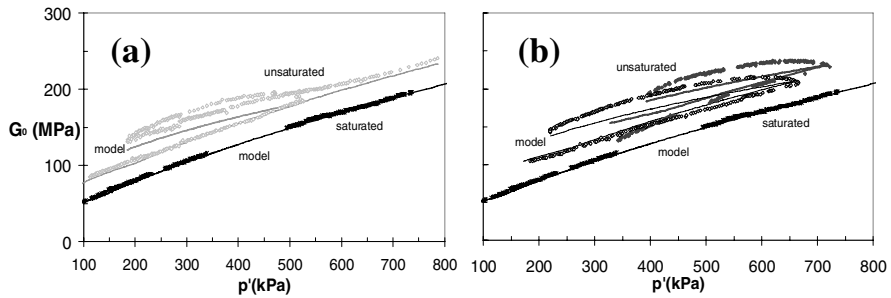 300
200
100
0
G₀ (MPa)
(a)
unsaturated
model
model
saturated
100 200 300 400 500 600 700 800
p'(kPa)
(b)
unsaturated
model
model
saturated
100 200 300 400 500 600 700 800
p'(kPa)